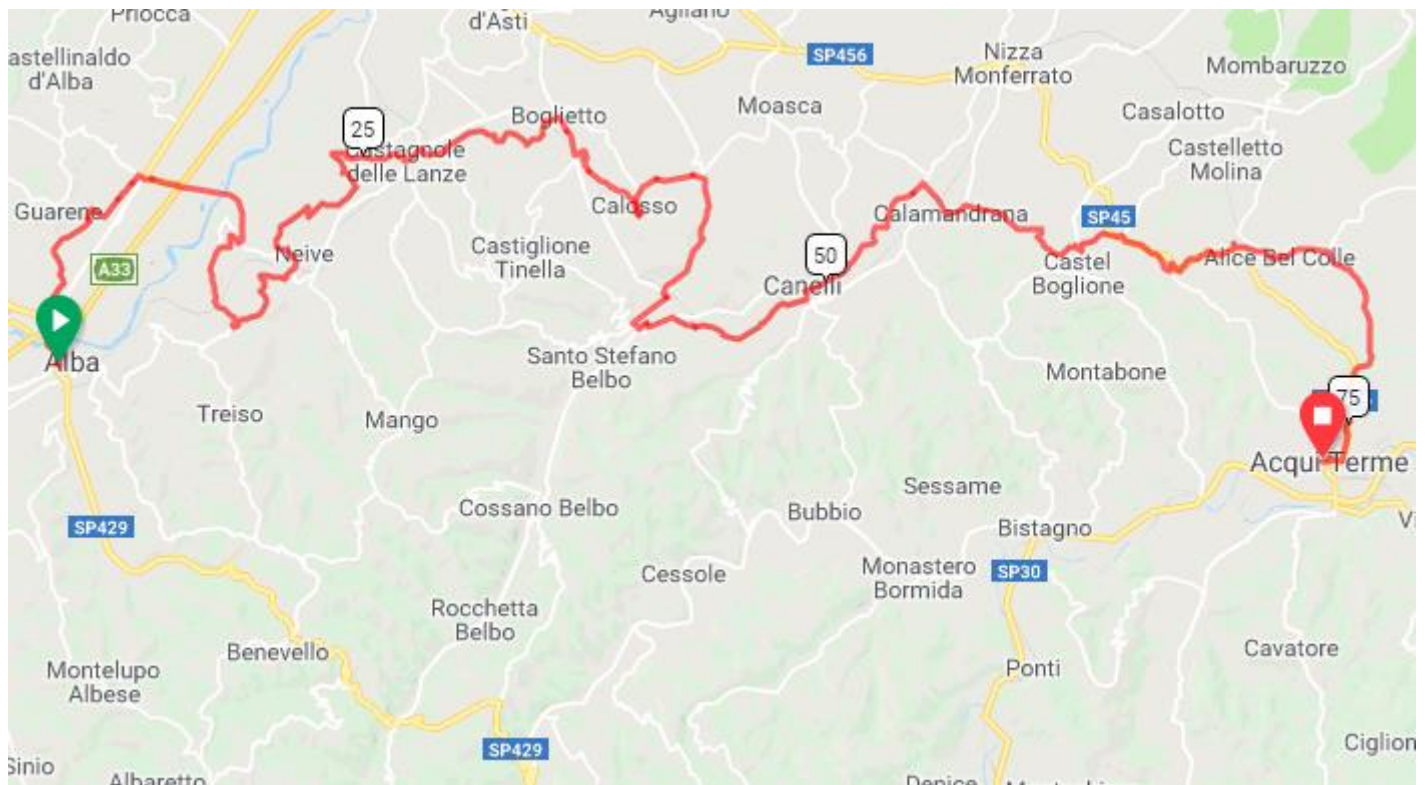 Priocca
d'Asti
Agliano
SP456
Nizza
Monferrato
Mombaruzzo
astellinaldo
d'Alba
Moasca
Casalotto
Boglietto
25
Castagnole
delle Lanze
Castelletto
Molina
Guarene
Calosso
Calamandrana
SP45
Neive
Castiglione
Tinella
A33
50
Canelli
Castel
Boglione
Alice Bel Colle
Alba
Santo Stefano
Belbo
Montabone
75
Treiso
Mango
Acqui Terme
Sessame
Cossano Belbo
Bubbio
Bistagno
V
SP429
Cessole
Monastero
Bormida
SP30
Rocchetta
Belbo
Benevello
Cavatore
Montelupo
Albese
Ponti
SP429
Ciglion
Sinio
Albaretto
Denice